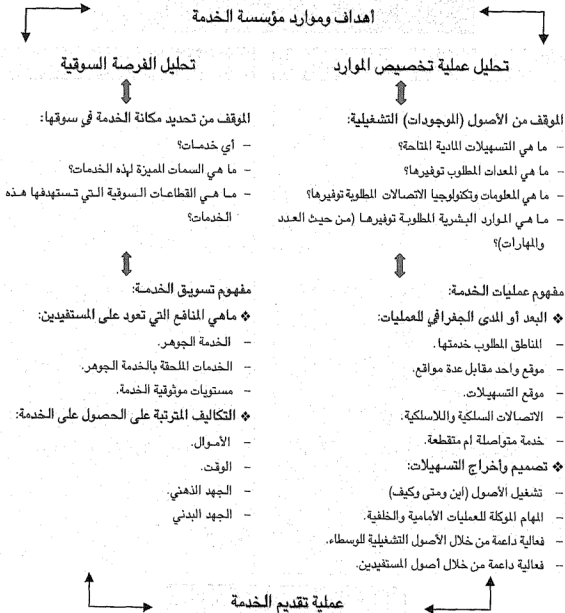 أهداف وموارد مؤسسة الخدمة
تحليل عملية تخصيص الموارد
الموقف من الأصول (الموجودات) التشغيلية:
– ما هي التسهيلات المادية المتاحة؟
– ما هي المعدات المطلوب توفيرها؟
– ما هي المعلومات وتكنولوجيا الاتصالات المطلوبة توفيرها؟
– ما هي الموارد البشرية المطلوبة توفيرها (من حيث العدد
والمهارات)؟
مفهوم عمليات الخدمة:
❖ البعد أو المدى الجغرافي للعمليات:
– المناطق المطلوب خدمتها.
– موقع واحد مقابل عدة مواقع.
– موقع التسهيلات.
– الاتصالات السلكية واللاسلكية.
– خدمة متواصلة ام متقطعة.
❖ تصميم وأخراج التسهيلات:
– تشغيل الأصول (اين ومتى وكيف)
– المهام الموكلة للعمليات الأمامية والخلفية.
– فعالية داعمة من خلال الأصول التشغيلية للوسطاء.
– فعالية داعمة من خلال أصول المستفيدين.
تحليل الفرصة السوقية
الموقف من تحديد مكانة الخدمة في سوقها:
– أي خدمات؟
– ما هي السمات المميزة لهذه الخدمات؟
– ما هي القطاعات السوقية التي تستهدفها هذه
الخدمات؟
مفهوم تسويق الخدمة:
❖ ماهي المنافع التي تعود على المستفيدين:
– الخدمة الجوهر.
– الخدمات الملحقة بالخدمة الجوهر.
– مستويات موثوقية الخدمة.
❖ التكاليف المترتبة على الحصول على الخدمة:
– الأموال.
– الوقت.
– الجهد الذهني.
– الجهد البدني
عملية تقديم الخدمة